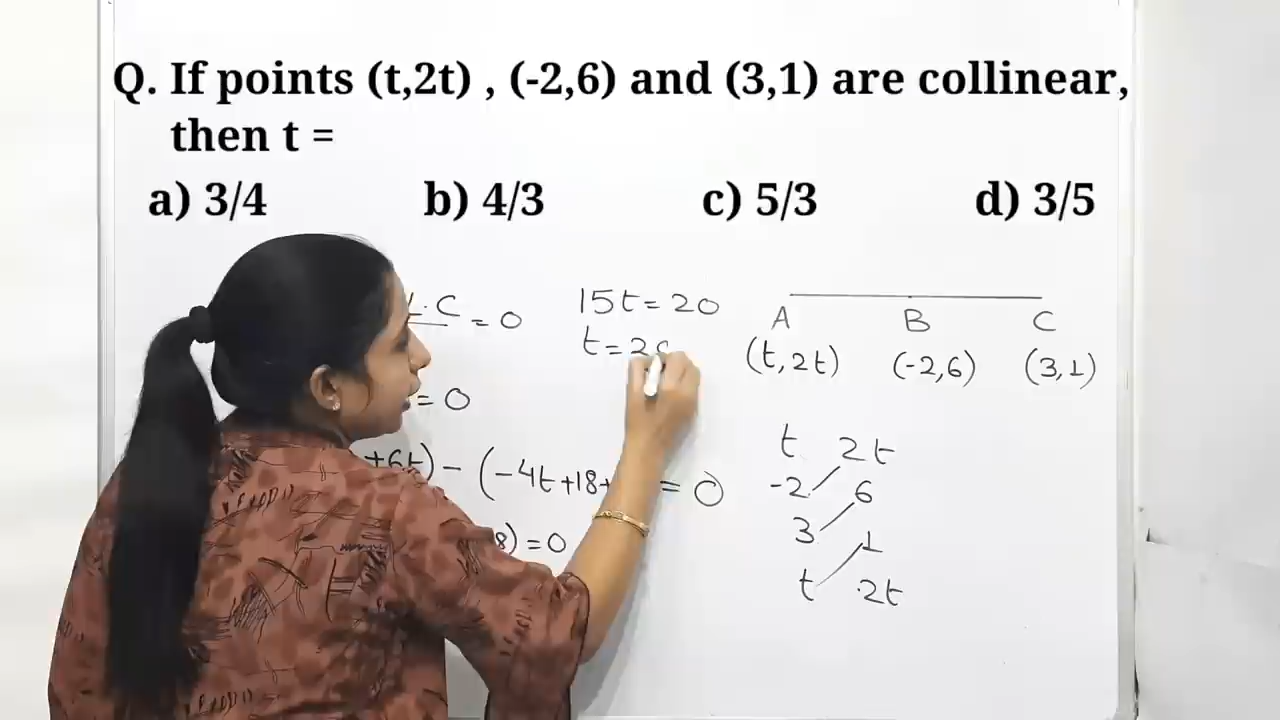 Q. If points (t,2t) , (-2,6) and (3,1) are collinear,
then t =
a) 3/4 b) 4/3 c) 5/3 d) 3/5
C = 0
= 0
+6t) - (-4t+18+ = 0
8) = 0
15t = 20
t = 20
A B C
(t,2t) (-2,6) (3,1)
t 2t
-2 6
3 1
t 2t